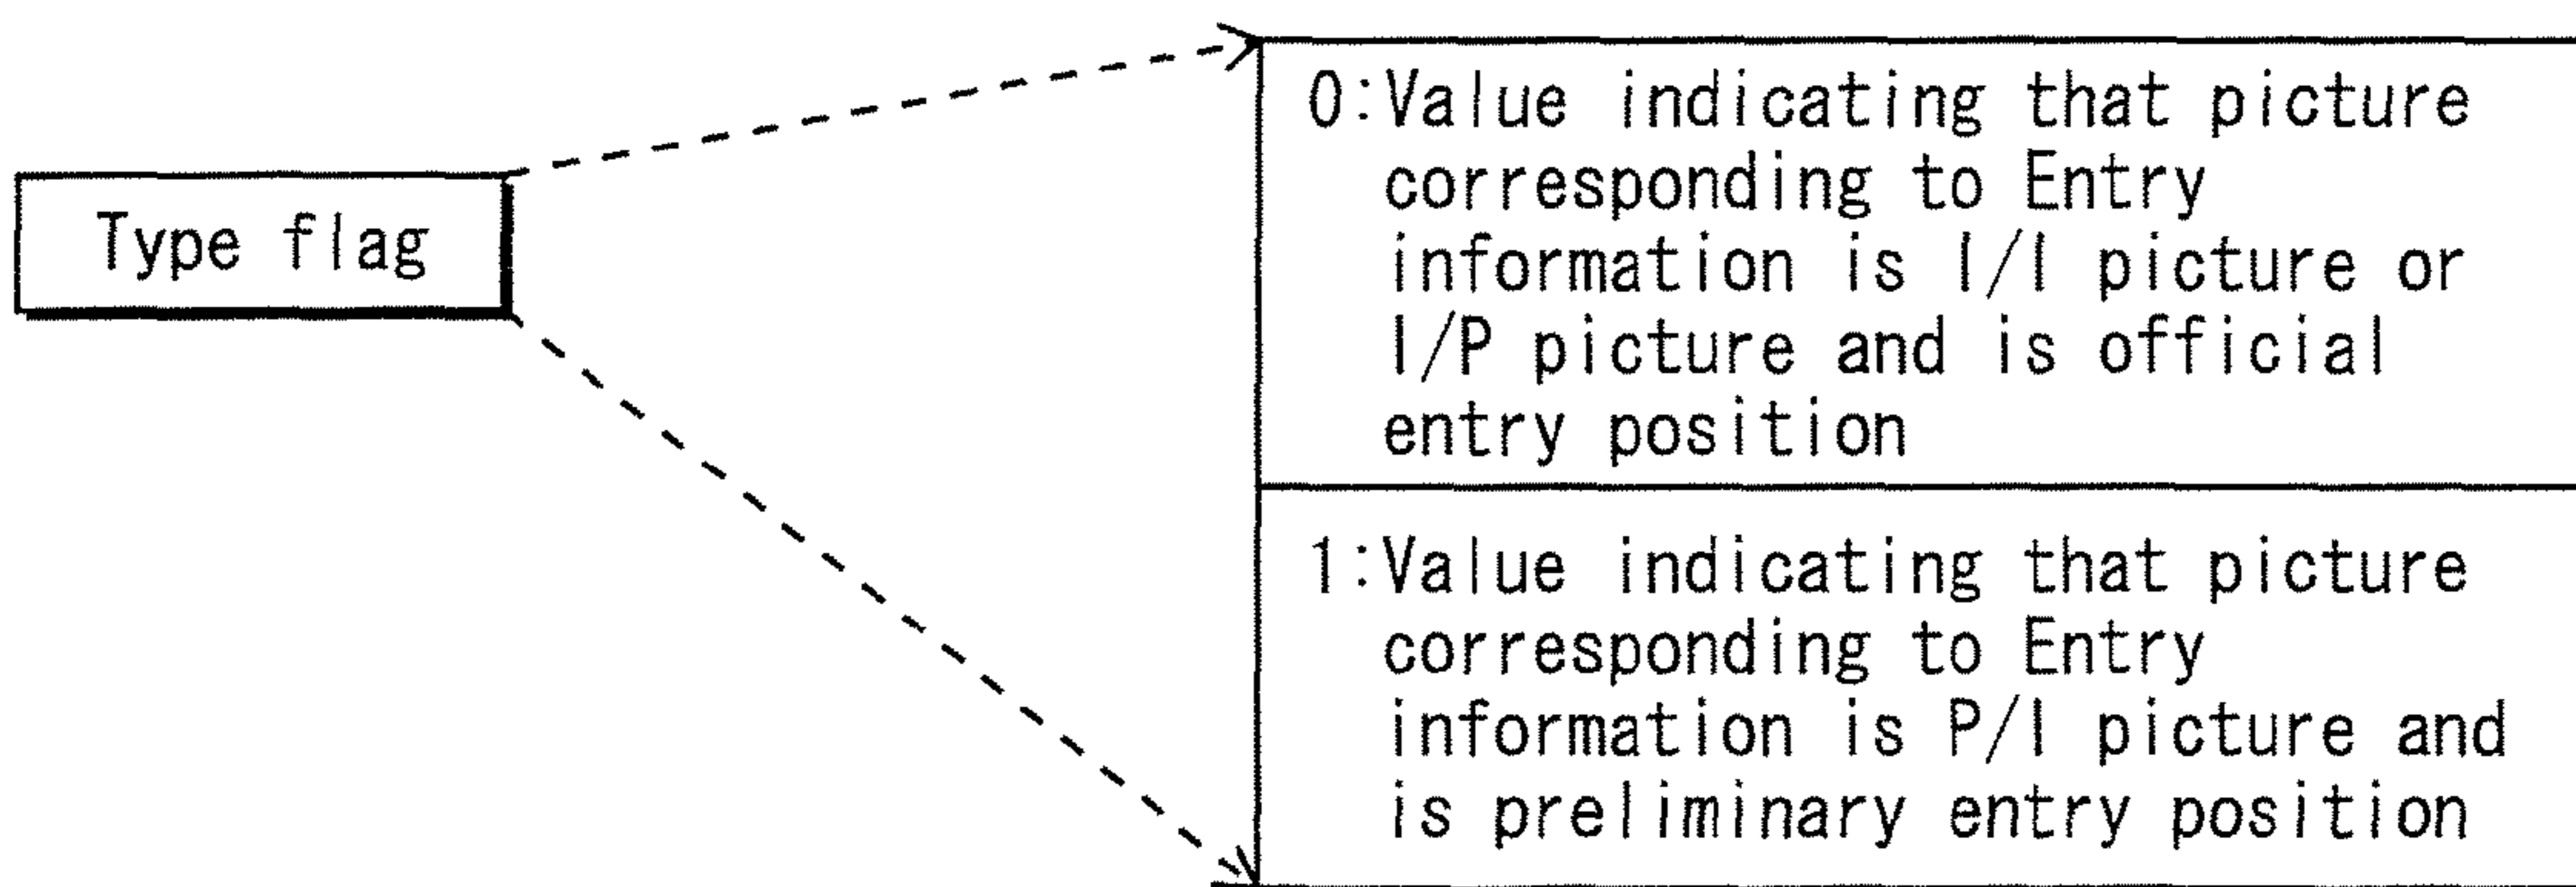 Type flag
0:Value indicating that picture
corresponding to Entry
information is I/I picture or
I/P picture and is official
entry position
1:Value indicating that picture
corresponding to Entry
information is P/I picture and
is preliminary entry position